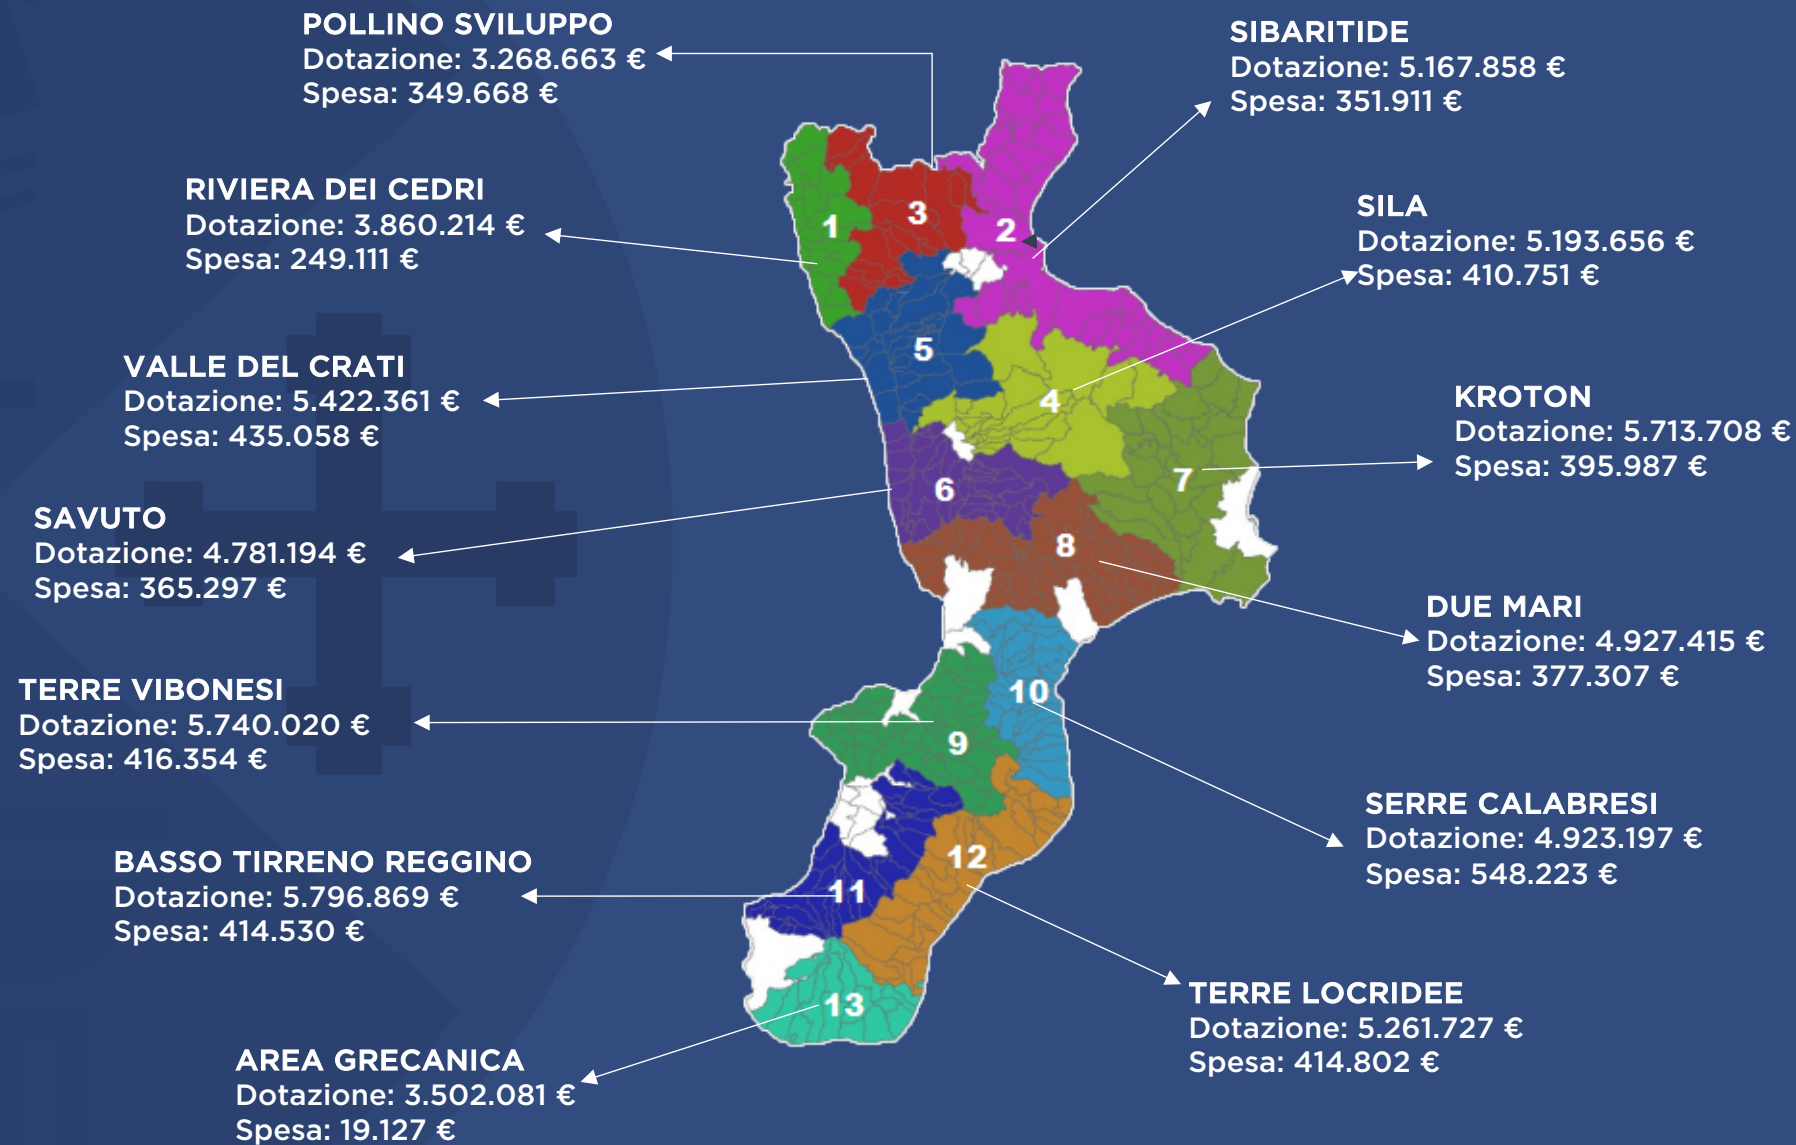 POLLINO SVILUPPO
Dotazione: 3.268.663 €
Spesa: 349.668 €
SIBARITIDE
Dotazione: 5.167.858 €
Spesa: 351.911 €
RIVIERA DEI CEDRI
Dotazione: 3.860.214 €
Spesa: 249.111 €
SILA
Dotazione: 5.193.656 €
Spesa: 410.751 €
VALLE DEL CRATI
Dotazione: 5.422.361 €
Spesa: 435.058 €
KROTON
Dotazione: 5.713.708 €
Spesa: 395.987 €
SAVUTO
Dotazione: 4.781.194 €
Spesa: 365.297 €
DUE MARI
Dotazione: 4.927.415 €
Spesa: 377.307 €
TERRE VIBONESI
Dotazione: 5.740.020 €
Spesa: 416.354 €
SERRE CALABRESI
Dotazione: 4.923.197 €
Spesa: 548.223 €
BASSO TIRRENO REGGINO
Dotazione: 5.796.869 €
Spesa: 414.530 €
TERRE LOCRIDEE
Dotazione: 5.261.727 €
Spesa: 414.802 €
AREA GRECANICA
Dotazione: 3.502.081 €
Spesa: 19.127 €
1
3
2
5
4
7
6
8
10
9
12
11
13